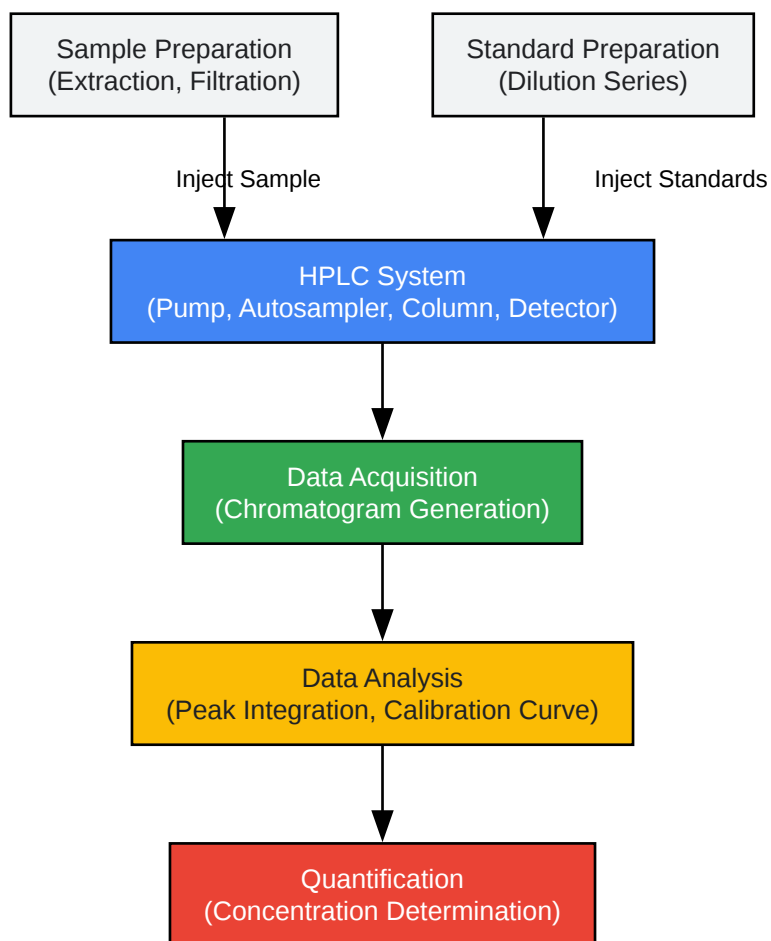 Sample Preparation
(Extraction, Filtration)
Standard Preparation
(Dilution Series)
Inject Sample
Inject Standards
HPLC System
(Pump, Autosampler, Column, Detector)
Data Acquisition
(Chromatogram Generation)
Data Analysis
(Peak Integration, Calibration Curve)
Quantification
(Concentration Determination)